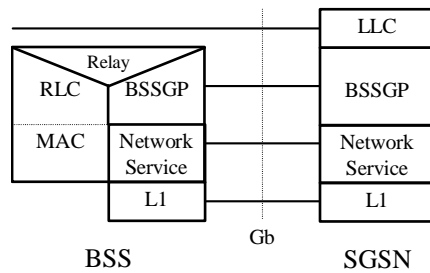 LLC
Relay
RLC
BSSGP
BSSGP
MAC
Network
Service
Network
Service
L1
L1
Gb
BSS
SGSN